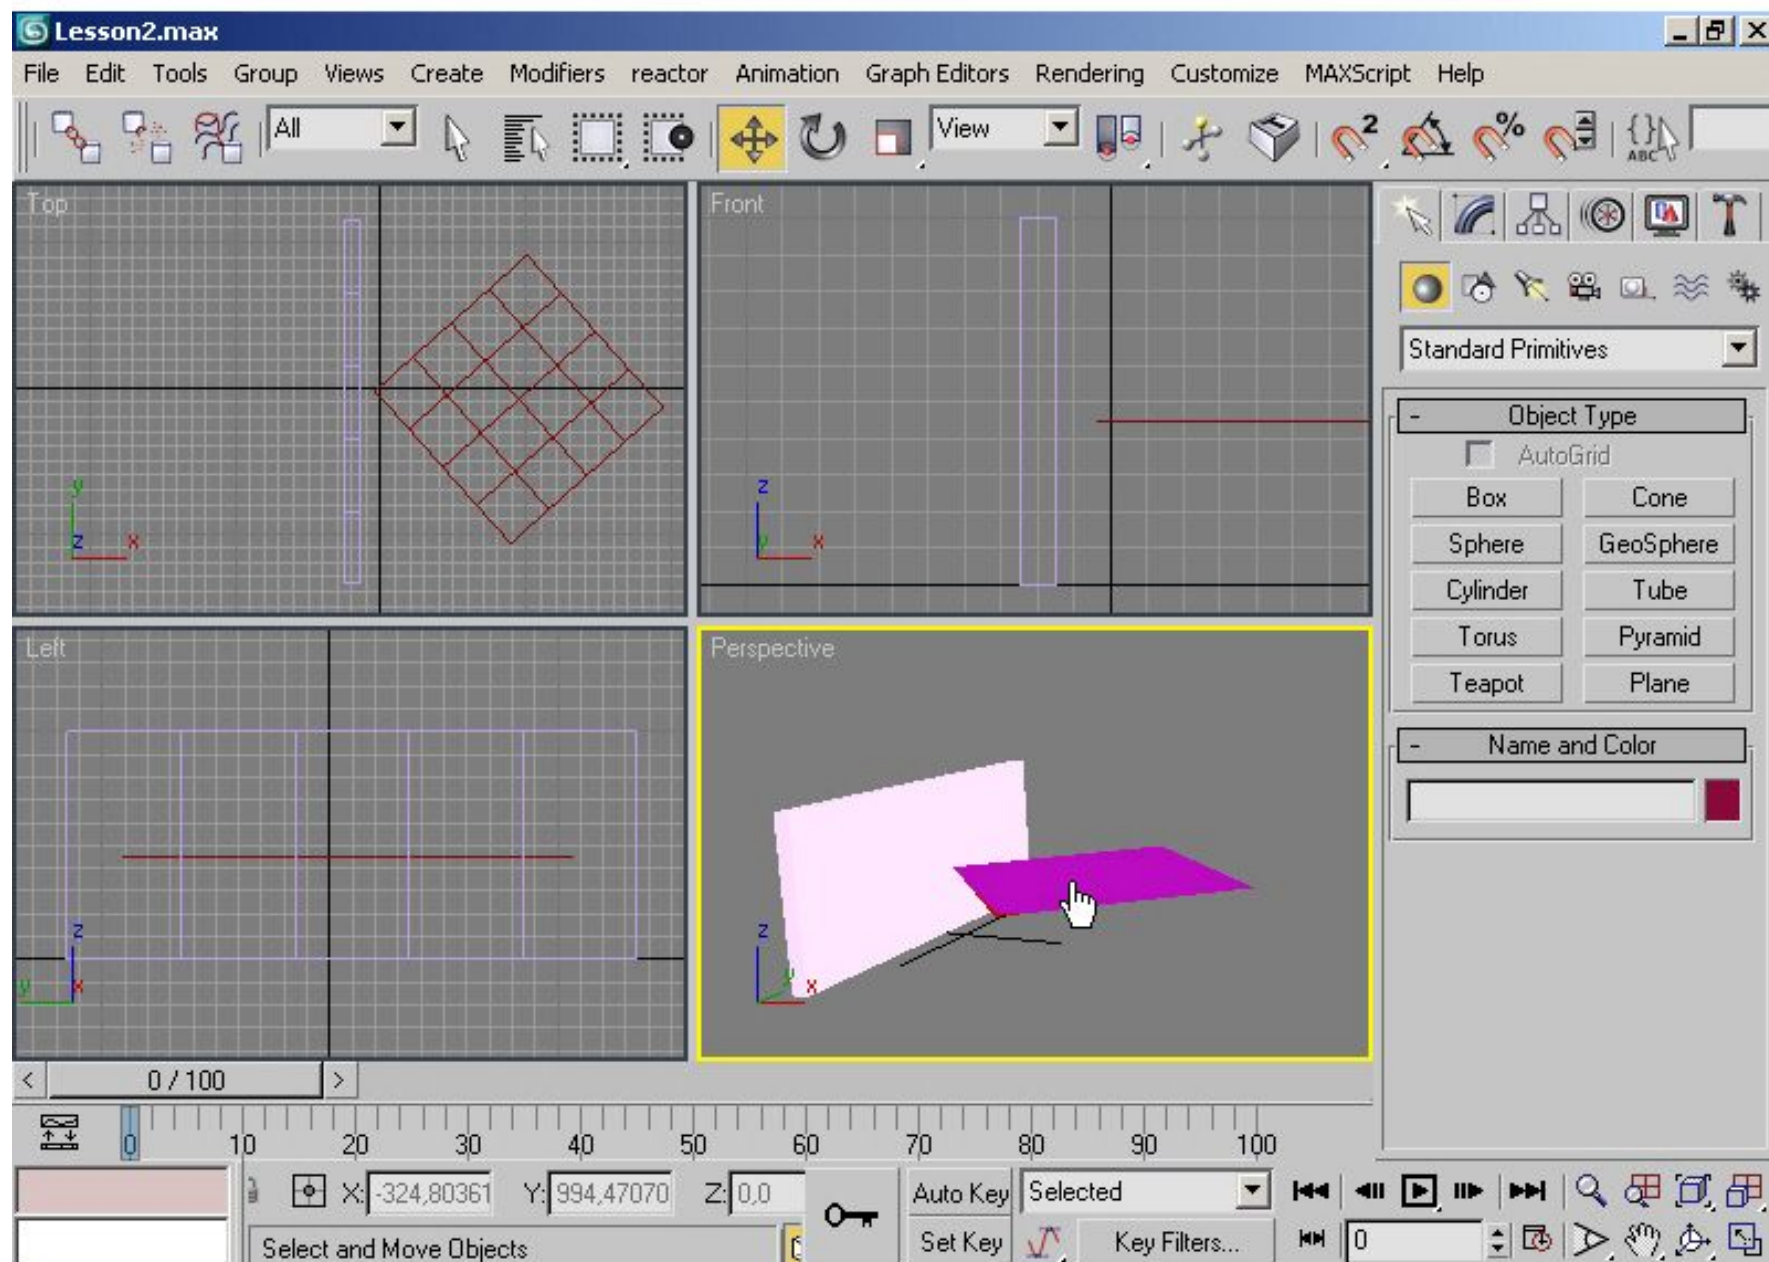 Lesson2.max
File Edit Tools Group Views Create Modifiers reactor Animation Graph Editors Rendering Customize MAXScript Help
All View 2 % {} ABC
Top Front
y z x z y x
Standard Primitives
- Object Type
AutoGrid
Box Cone
Sphere GeoSphere
Cylinder Tube
Torus Pyramid
Teapot Plane
- Name and Color
Left Perspective
z y x z y x
< 0 / 100 >
0 10 20 30 40 50 60 70 80 90 100
X: -324,80361 Y: 994,47070 Z: 0,0 Auto Key Selected
Select and Move Objects Set Key Key Filters... 0